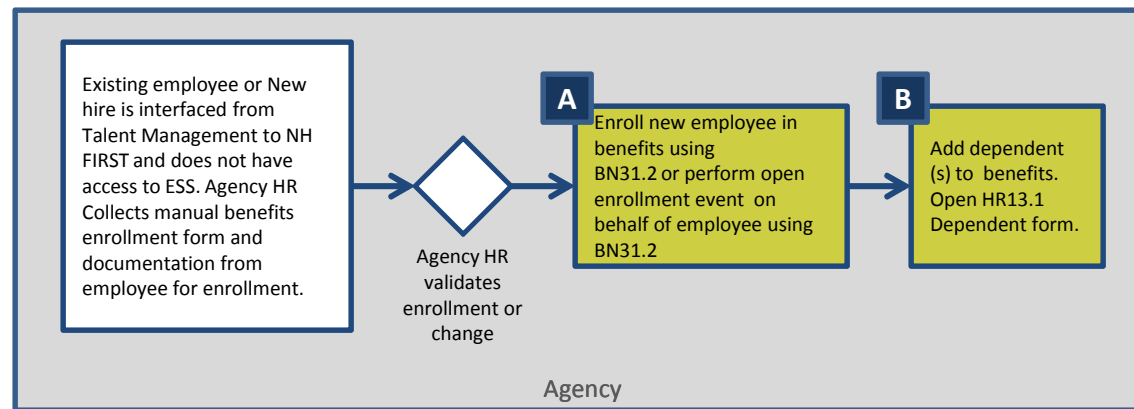 Existing employee or New
hire is interfaced from
Talent Management to NH
FIRST and does not have
access to ESS. Agency HR
Collects manual benefits
enrollment form and
documentation from
employee for enrollment.
Agency HR
validates
enrollment or
change
A
Enroll new employee in
benefits using
BN31.2 or perform open
enrollment event on
behalf of employee using
BN31.2
B
Add dependent
(s) to benefits.
Open HR13.1
Dependent form.
Agency